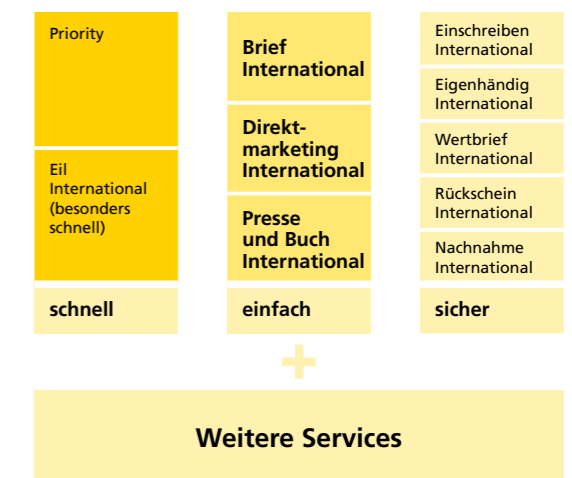 Priority
Eil
International
(besonders
schnell)
schnell
Brief
International
Direkt-
marketing
International
Presse
und Buch
International
einfach
Einschreiben
International
Eigenhändig
International
Wertbrief
International
Rückschein
International
Nachnahme
International
sicher
+
Weitere Services